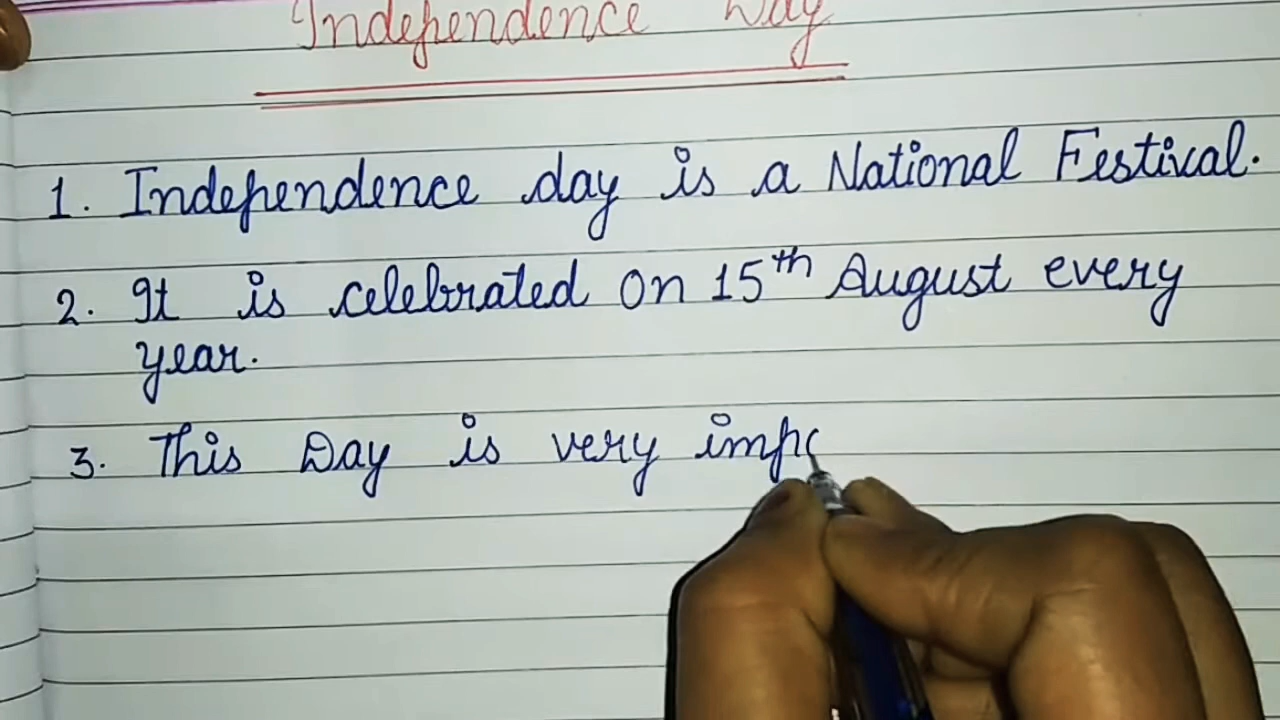 Independence Day
1. Independence day is a National Festival.
2. It is celebrated on 15th August every
year.
3. This Day is very impo